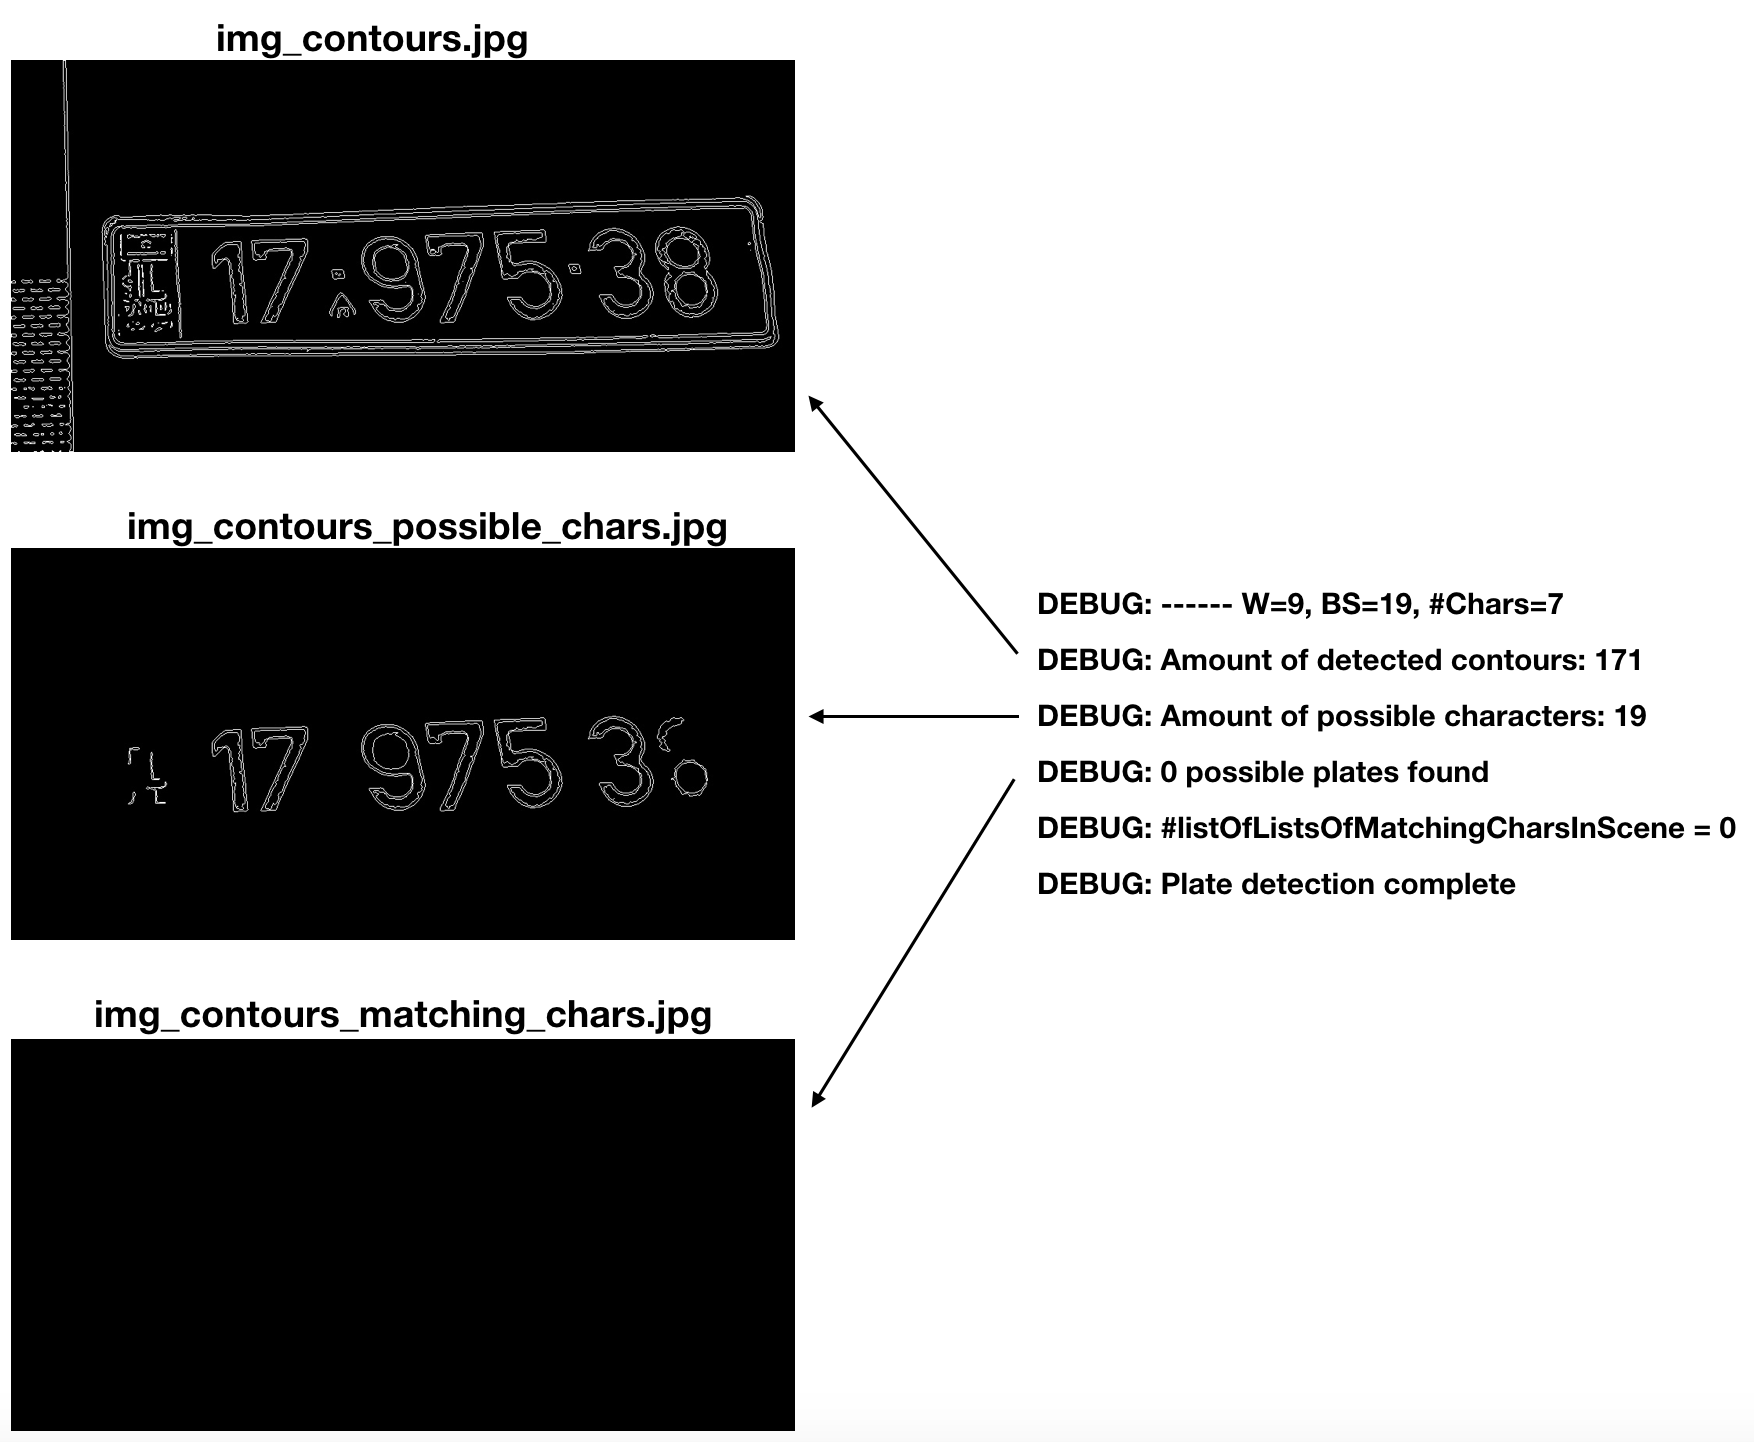 img_contours.jpg
17 975 38
img_contours_possible_chars.jpg
17 975 3
DEBUG: ------ W=9, BS=19, #Chars=7
DEBUG: Amount of detected contours: 171
DEBUG: Amount of possible characters: 19
DEBUG: 0 possible plates found
DEBUG: #listOfListsOfMatchingCharsInScene = 0
DEBUG: Plate detection complete
img_contours_matching_chars.jpg